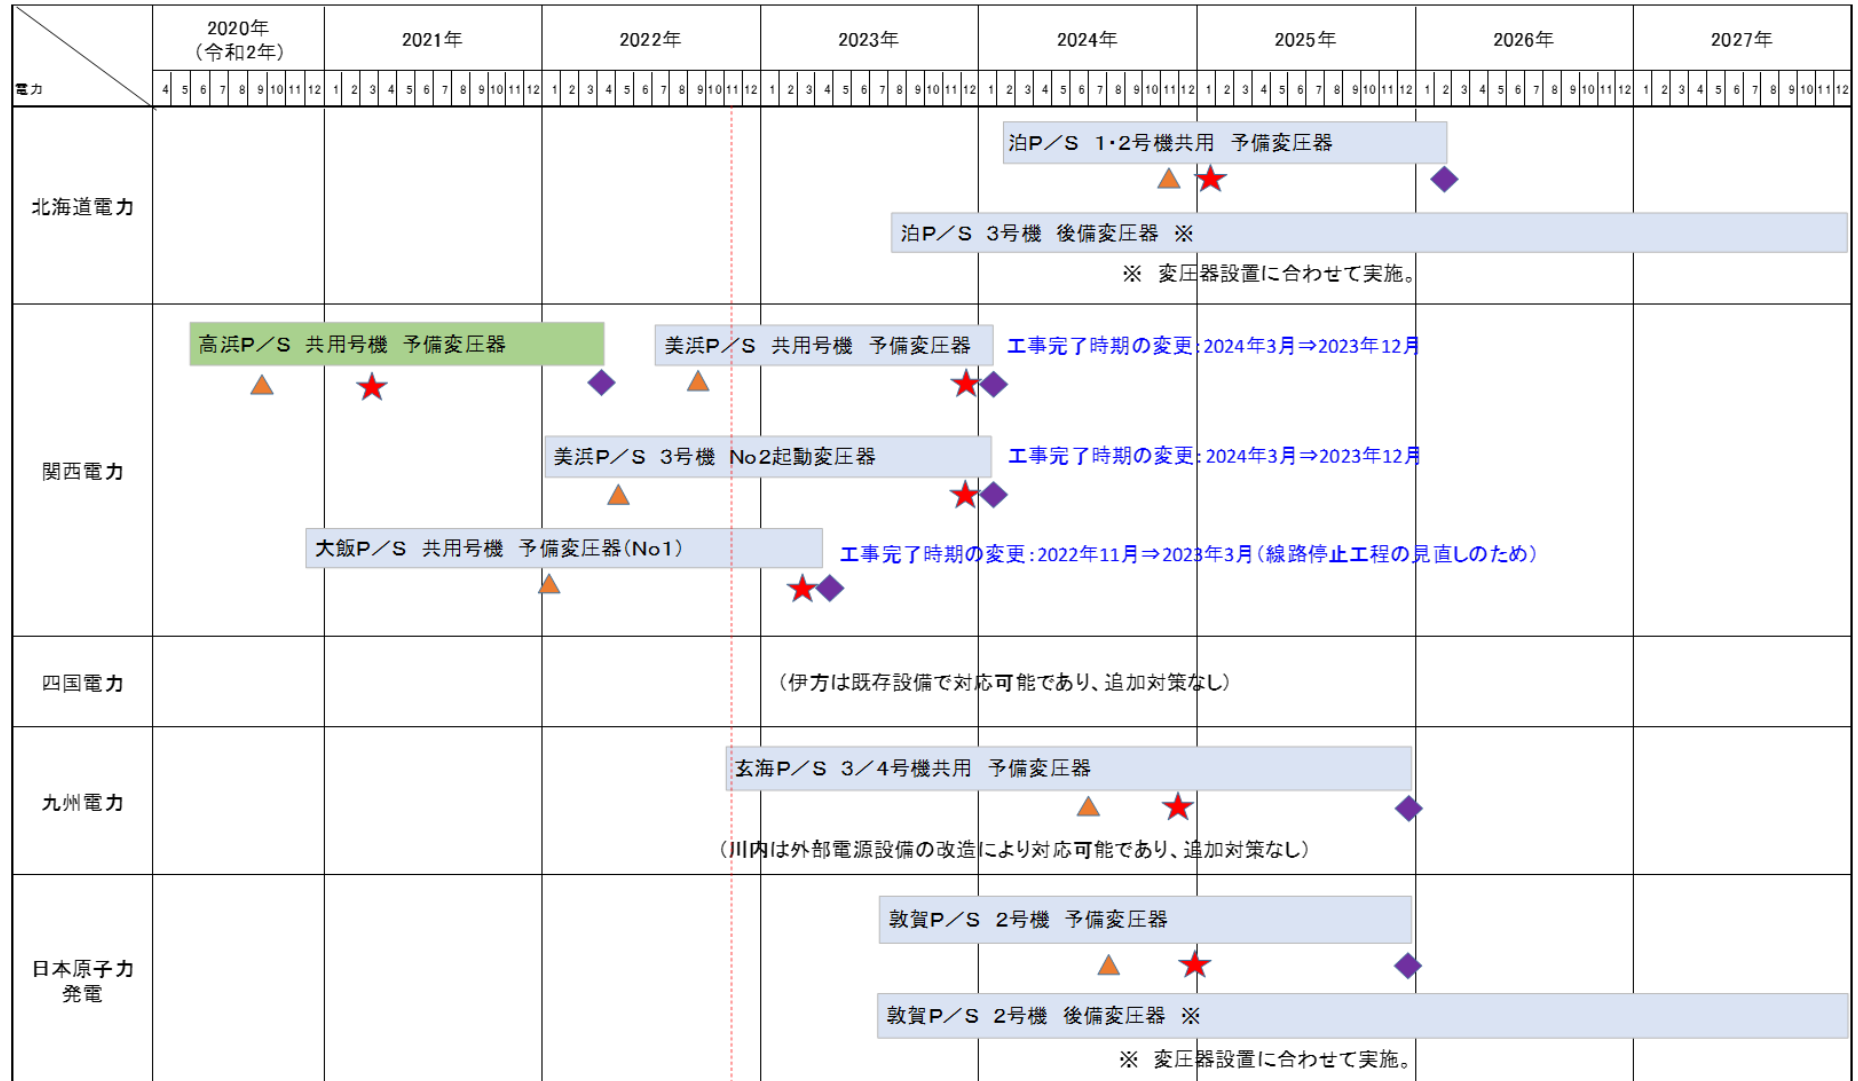 2020年
（令和2年）
2021年 2022年 2023年 2024年 2025年 2026年 2027年
電力
4 5 6 7 8 9 10 11 12 1 2 3 4 5 6 7 8 9 10 11 12 1 2 3 4 5 6 7 8 9 10 11 12 1 2 3 4 5 6 7 8 9 10 11 12 1 2 3 4 5 6 7 8 9 10 11 12 1 2 3 4 5 6 7 8 9 10 11 12 1 2 3 4 5 6 7 8 9 10 11 12 1 2 3 4 5 6 7 8 9 10 11 12
北海道電力
泊P／S 1・2号機共用 予備変圧器
泊P／S 3号機 後備変圧器 ※
※ 変圧器設置に合わせて実施。
関西電力
高浜P／S 共用号機 予備変圧器
美浜P／S 共用号機 予備変圧器
工事完了時期の変更：2024年3月⇒2023年12月
美浜P／S 3号機 No2起動変圧器
工事完了時期の変更：2024年3月⇒2023年12月
大飯P／S 共用号機 予備変圧器（No1）
工事完了時期の変更：2022年11月⇒2023年3月（線路停止工程の見直しのため）
四国電力
（伊方は既存設備で対応可能であり、追加対策なし）
九州電力
玄海P／S 3／4号機共用 予備変圧器
（川内は外部電源設備の改造により対応可能であり、追加対策なし）
日本原子力
発電
敦賀P／S 2号機 予備変圧器
敦賀P／S 2号機 後備変圧器 ※
※ 変圧器設置に合わせて実施。